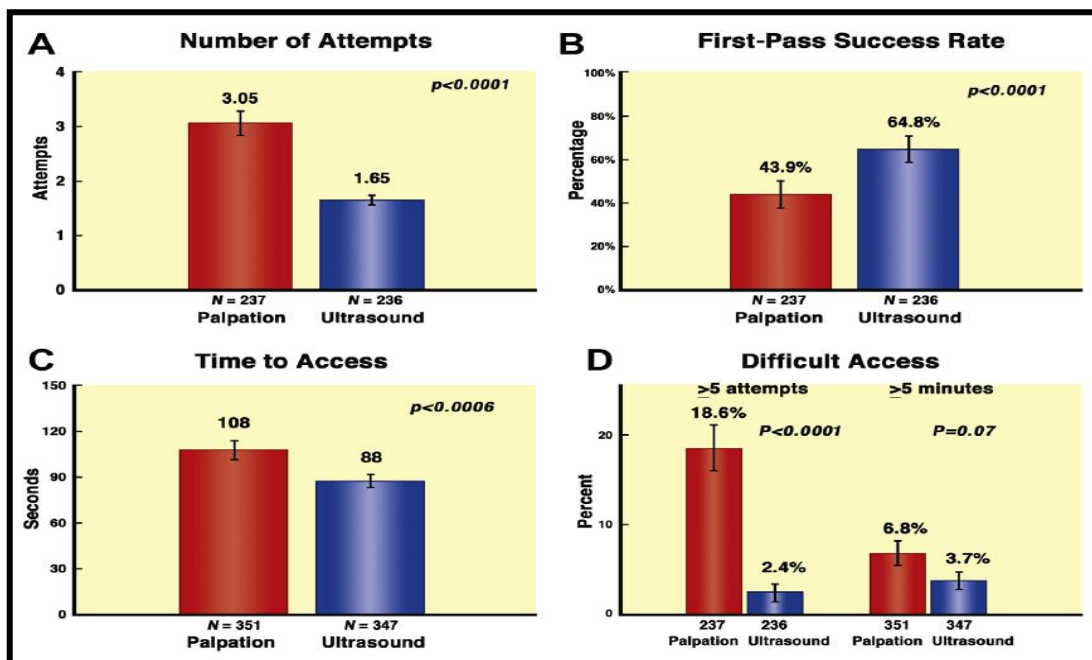 A
Number of Attempts
p<0.0001
Attempts
4
3
2
1
0
3.05
1.65
N = 237
N = 236
Palpation
Ultrasound
B
First-Pass Success Rate
p<0.0001
Percentage
100%
80%
60%
40%
20%
0%
43.9%
64.8%
N = 237
N = 236
Palpation
Ultrasound
C
Time to Access
p<0.0006
Seconds
150
120
90
60
30
0
108
88
N = 351
N = 347
Palpation
Ultrasound
D
Difficult Access
≥5 attempts
≥5 minutes
P<0.0001
P=0.07
Percent
20
10
0
18.6%
2.4%
6.8%
3.7%
237
236
351
347
Palpation
Ultrasound
Palpation
Ultrasound